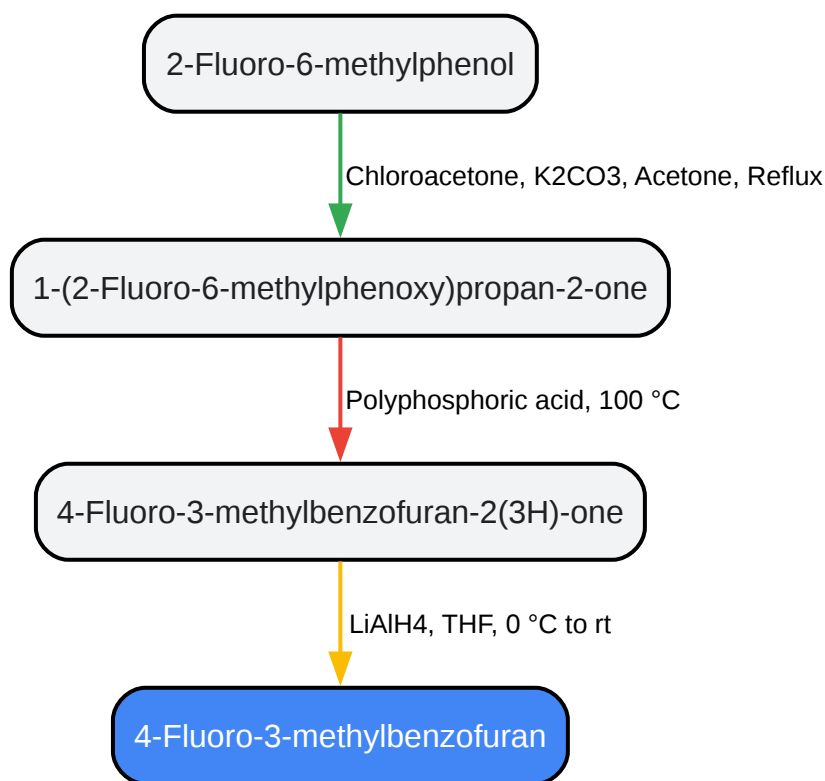 2-Fluoro-6-methylphenol
Chloroacetone, K2CO3, Acetone, Reflux
1-(2-Fluoro-6-methylphenoxy)propan-2-one
Polyphosphoric acid, 100 °C
4-Fluoro-3-methylbenzofuran-2(3H)-one
LiAlH4, THF, 0 °C to rt
4-Fluoro-3-methylbenzofuran